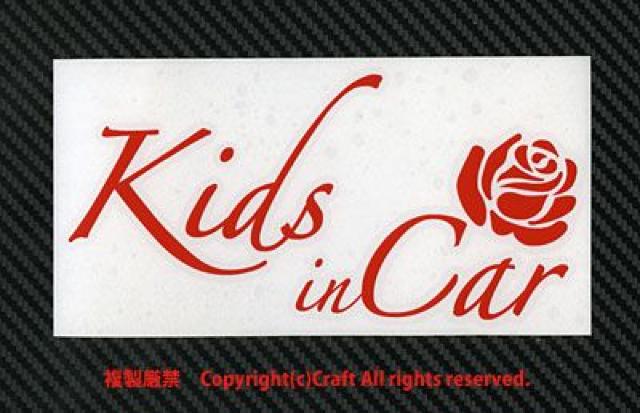 Kids
in Car
複製厳禁 Copyright(c)Craft All rights reserved.